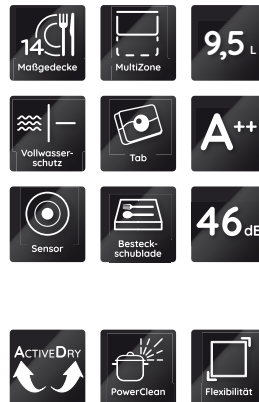 14
Maßgedecke
MultiZone
9,5 L
Vollwasser-
schutz
Tab
A++
Sensor
Besteck-
schublade
46 dB
ACTIVEDRY
PowerClean
Flexibilität